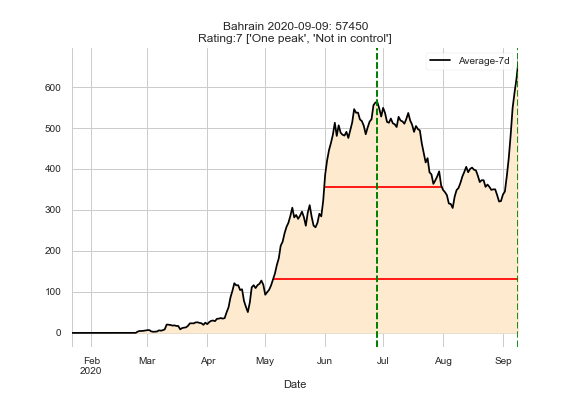 Bahrain 2020-09-09: 57450
Rating:7 ['One peak', 'Not in control']
Average-7d
600
500
400
300
200
100
0
Feb Mar Apr May Jun Jul Aug Sep
2020
Date